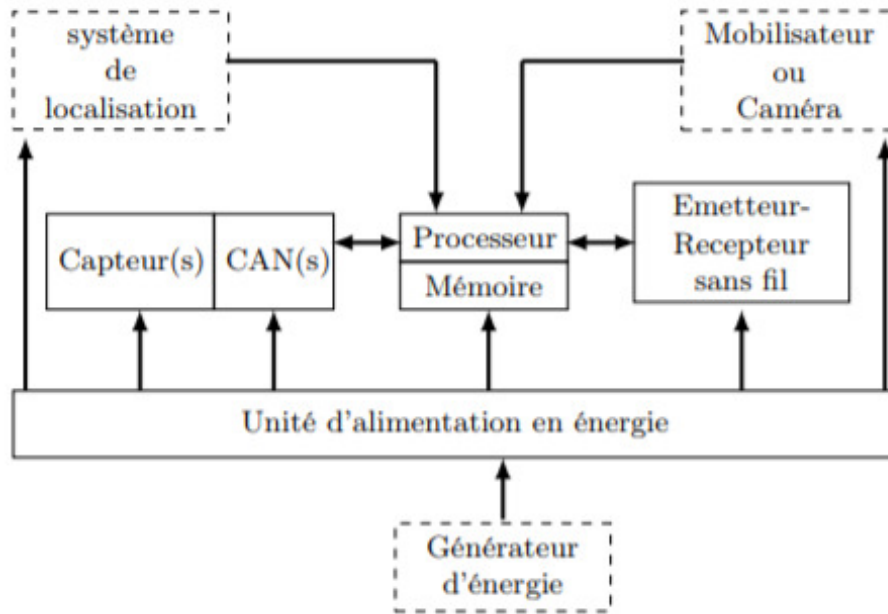 système
de
localisation
Mobilisateur
ou
Caméra
Capteur(s)
CAN(s)
Processeur
Mémoire
Emetteur-
Recepteur
sans fil
Unité d'alimentation en énergie
Générateur
d'énergie